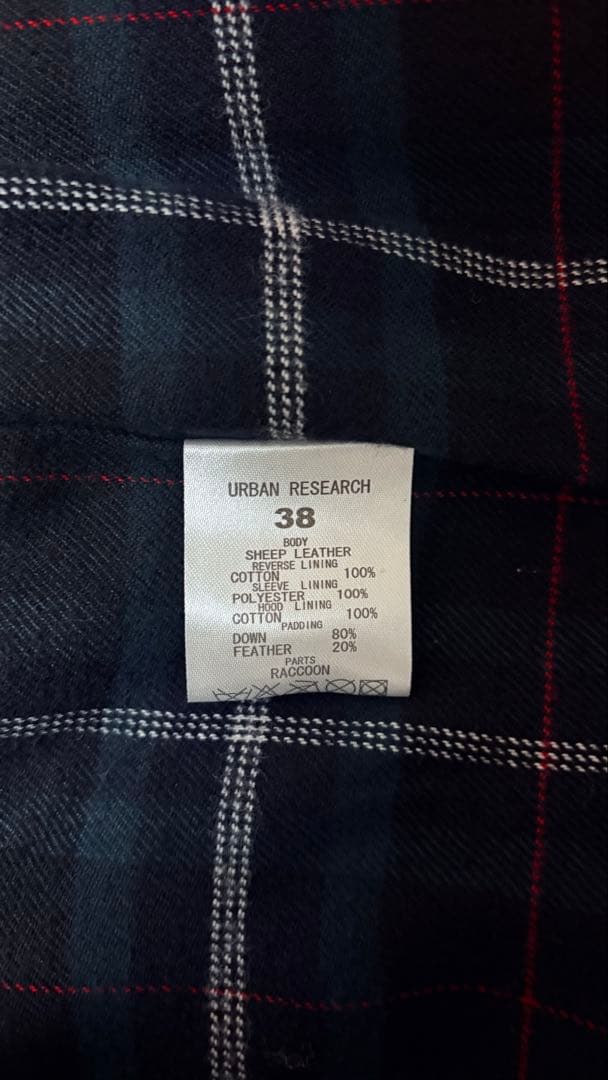 URBAN RESEARCH
38
BODY
SHEEP LEATHER
REVERSE LINING
COTTON 100%
SLEEVE LINING
POLYESTER 100%
HOOD LINING
COTTON 100%
PADDING
DOWN 80%
FEATHER 20%
PARTS
RACCOON